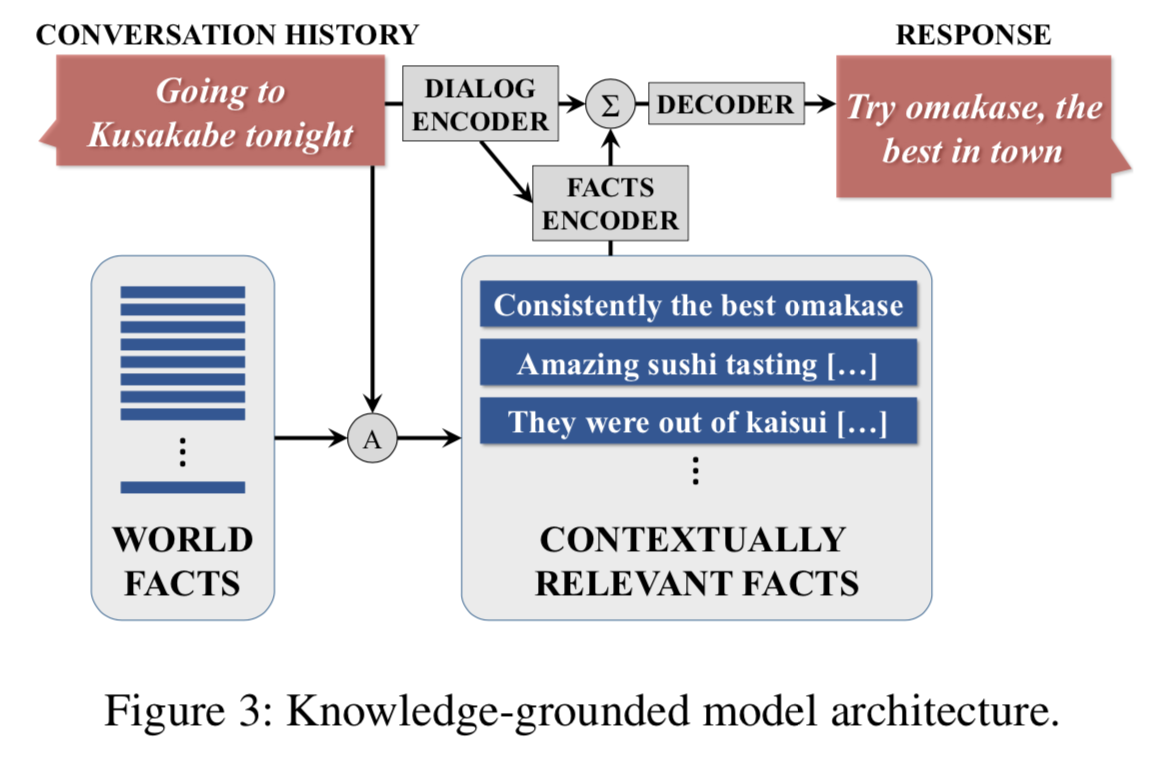 CONVERSATION HISTORY
Going to
Kusakabe tonight
DIALOG
ENCODER
Σ
DECODER
RESPONSE
Try omakase, the
best in town
FACTS
ENCODER
WORLD
FACTS
A
Consistently the best omakase
Amazing sushi tasting […]
They were out of kaisui […]
CONTEXTUALLY
RELEVANT FACTS
Figure 3: Knowledge-grounded model architecture.